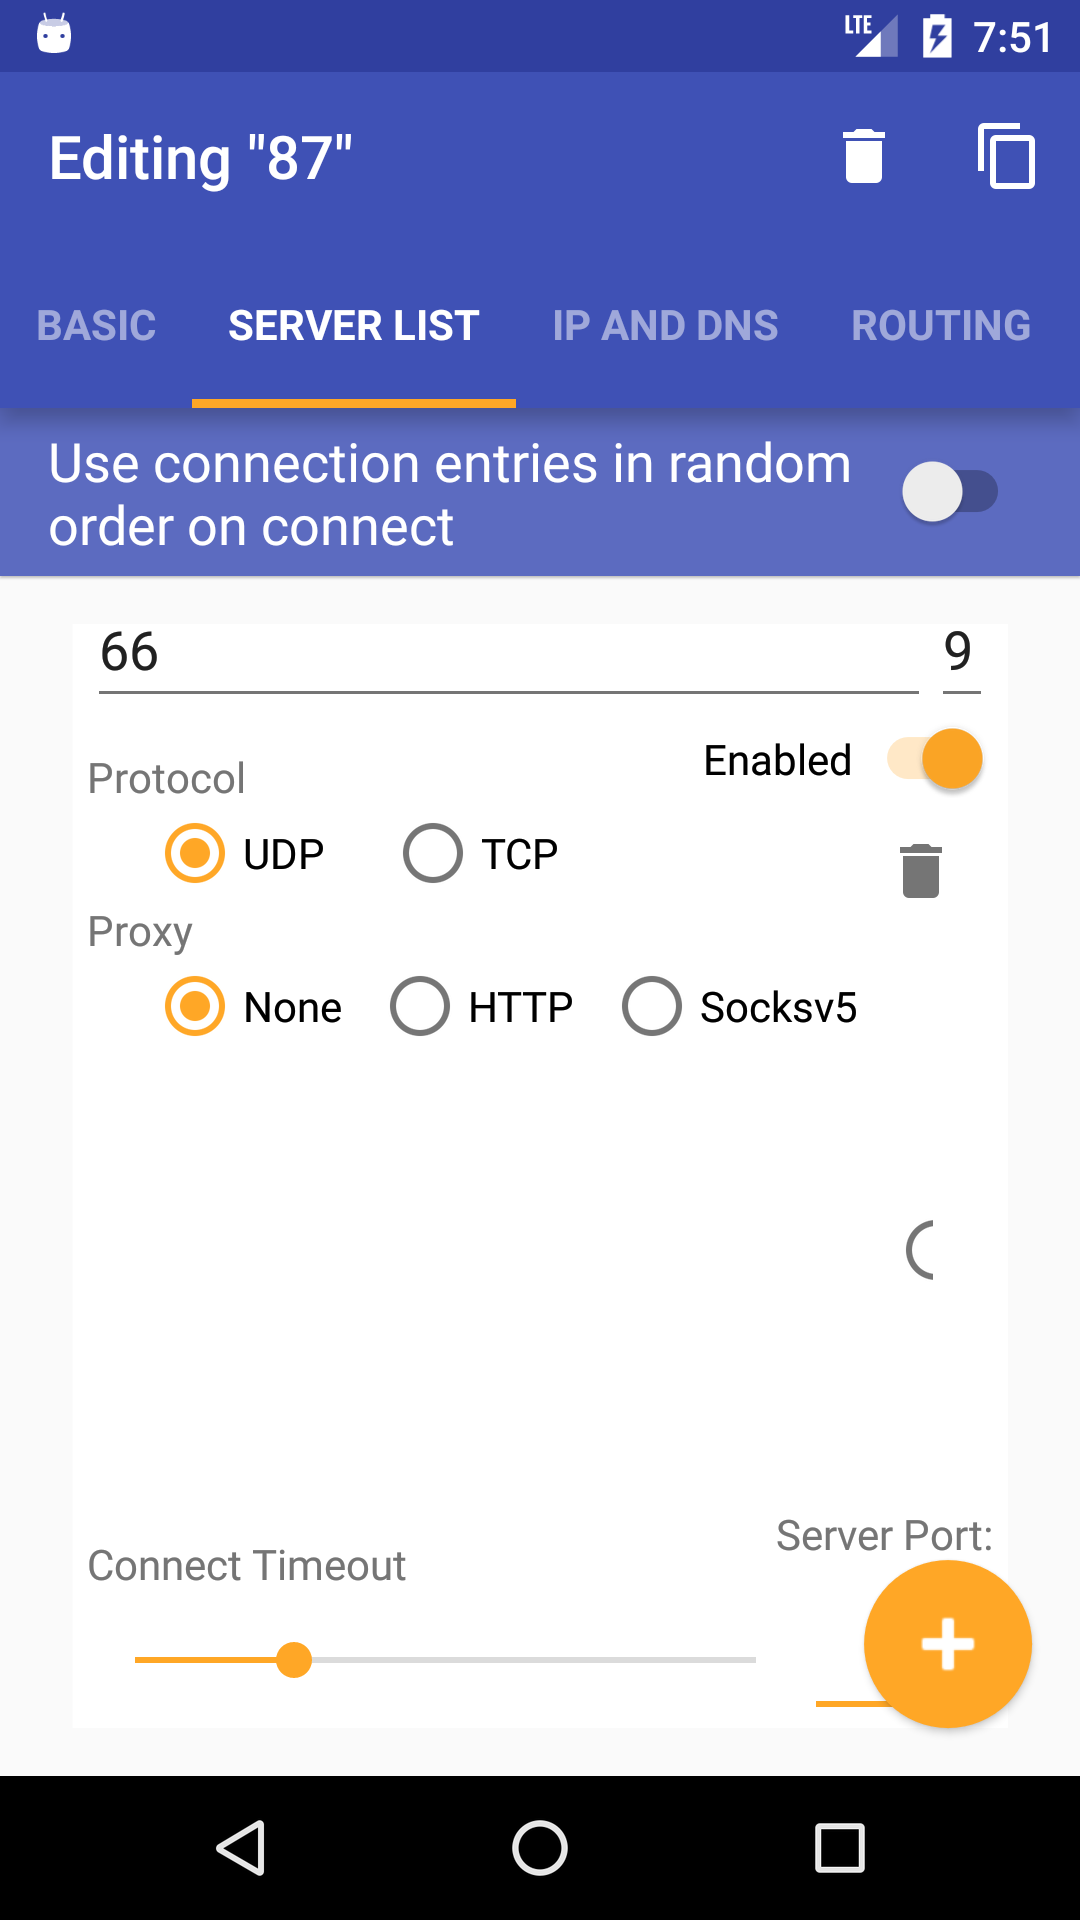 LTE 7:51
Editing "87"
BASIC SERVER LIST IP AND DNS ROUTING
Use connection entries in random
order on connect
66 9
Enabled
Protocol
UDP TCP
Proxy
None HTTP Socksv5
Server Port:
Connect Timeout